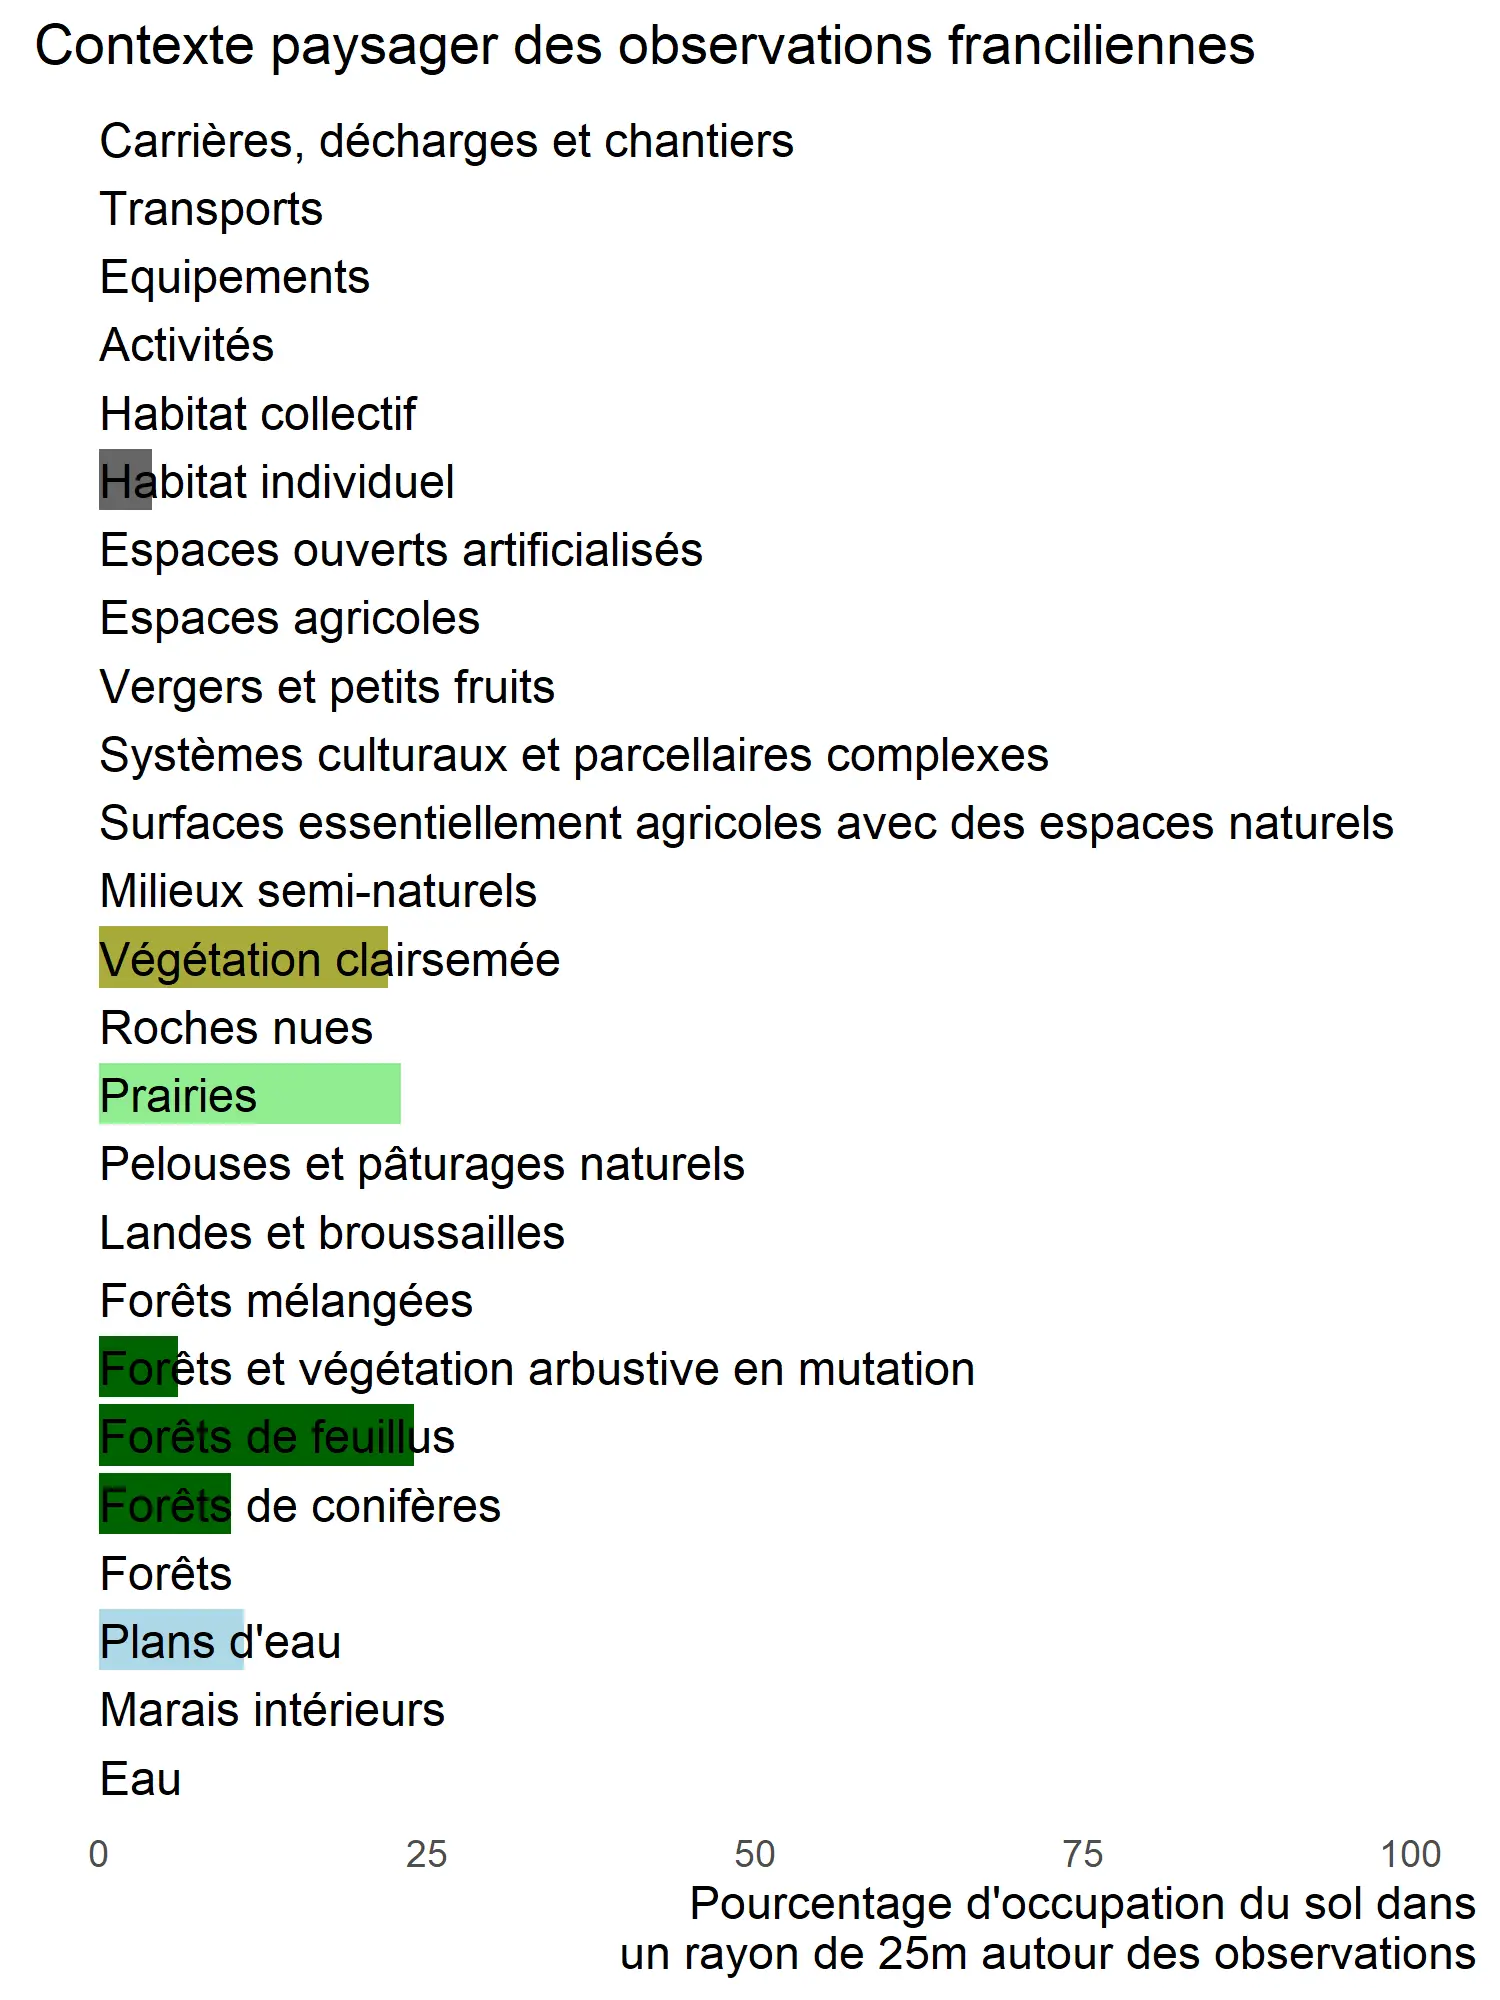 Contexte paysager des observations franciliennes
Carrières, décharges et chantiers
Transports
Equipements
Activités
Habitat collectif
Habitat individuel
Espaces ouverts artificialisés
Espaces agricoles
Vergers et petits fruits
Systèmes culturaux et parcellaires complexes
Surfaces essentiellement agricoles avec des espaces naturels
Milieux semi-naturels
Végétation clairsemée
Roches nues
Prairies
Pelouses et pâturages naturels
Landes et broussailles
Forêts mélangées
Forêts et végétation arbustive en mutation
Forêts de feuillus
Forêts de conifères
Forêts
Plans d'eau
Marais intérieurs
Eau
0 25 50 75 100
Pourcentage d'occupation du sol dans
un rayon de 25m autour des observations